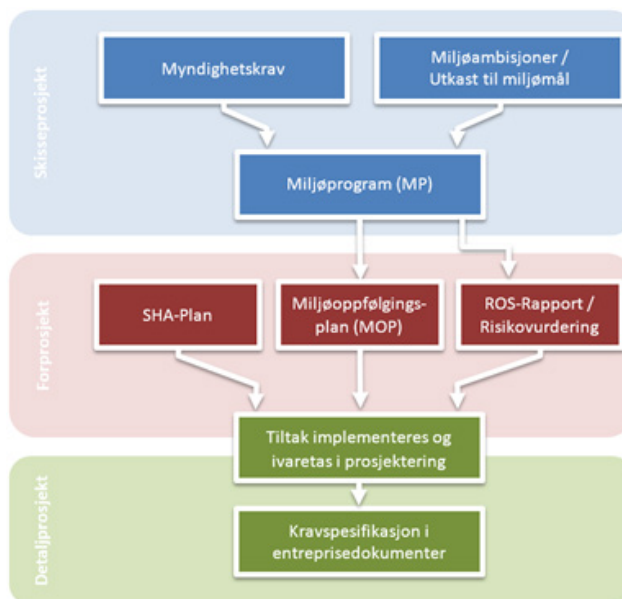 Skisseprosjekt
Myndighetskrav
Miljøambisjoner /
Utkast til miljømål
Miljøprogram (MP)
Forprosjekt
SHA-Plan
Miljøoppfølgings-
plan (MOP)
ROS-Rapport /
Risikovurdering
Tiltak implementeres og
ivaretas i prosjektering
Detaljprosjekt
Kravspesifikasjon i
entreprisedokumenter